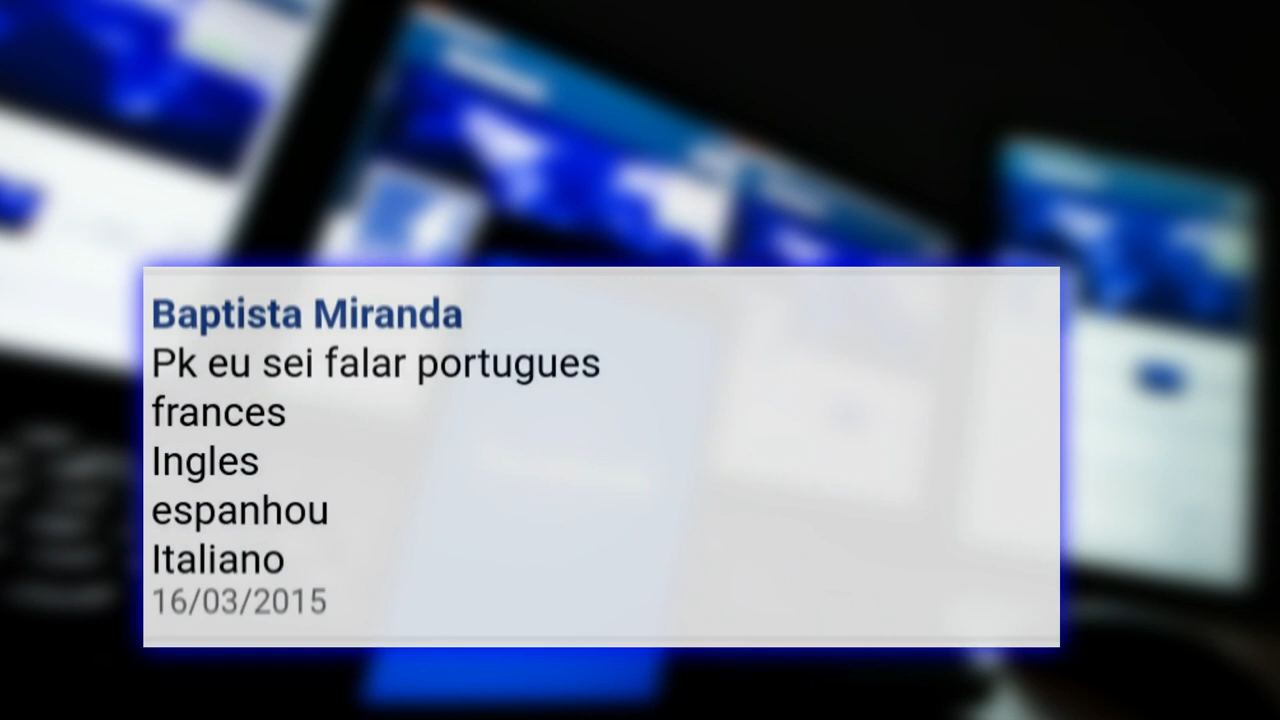 Baptista Miranda
Pk eu sei falar portugues
frances
Ingles
espanhou
Italiano
16/03/2015